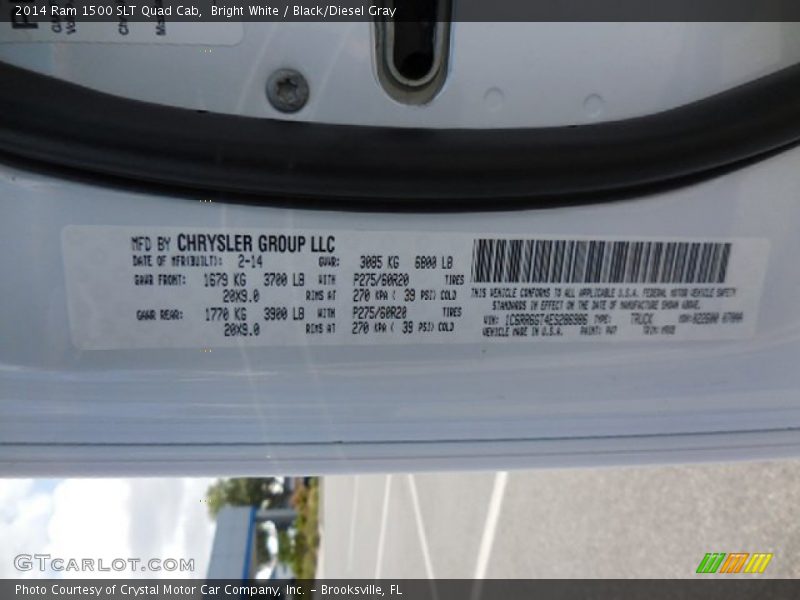 2014 Ram 1500 SLT Quad Cab,  Bright White / Black/Diesel Gray
MFD BY CHRYSLER GROUP LLC
DATE OF MFR(BUILT): 2-14 GVWR: 3085 KG 6800 LB
GAWR FRONT: 1679 KG 3700 LB WITH P275/60R20 TIRES
20X9.0 RIMS AT 270 KPA ( 39 PSI) COLD
GAWR REAR: 1770 KG 3900 LB WITH P275/60R20 TIRES
20X9.0 RIMS AT 270 KPA ( 39 PSI) COLD
THIS VEHICLE CONFORMS TO ALL APPLICABLE U.S.A. FEDERAL MOTOR VEHICLE SAFETY
STANDARDS IN EFFECT ON THE DATE OF MANUFACTURE SHOWN ABOVE.
VIN: TYPE: TRUCK
VEHICLE MADE IN U.S.A. PAINT: PW7 TRIM:
GTCARLOT.COM
Photo Courtesy of Crystal Motor Car Company, Inc. – Brooksville, FL